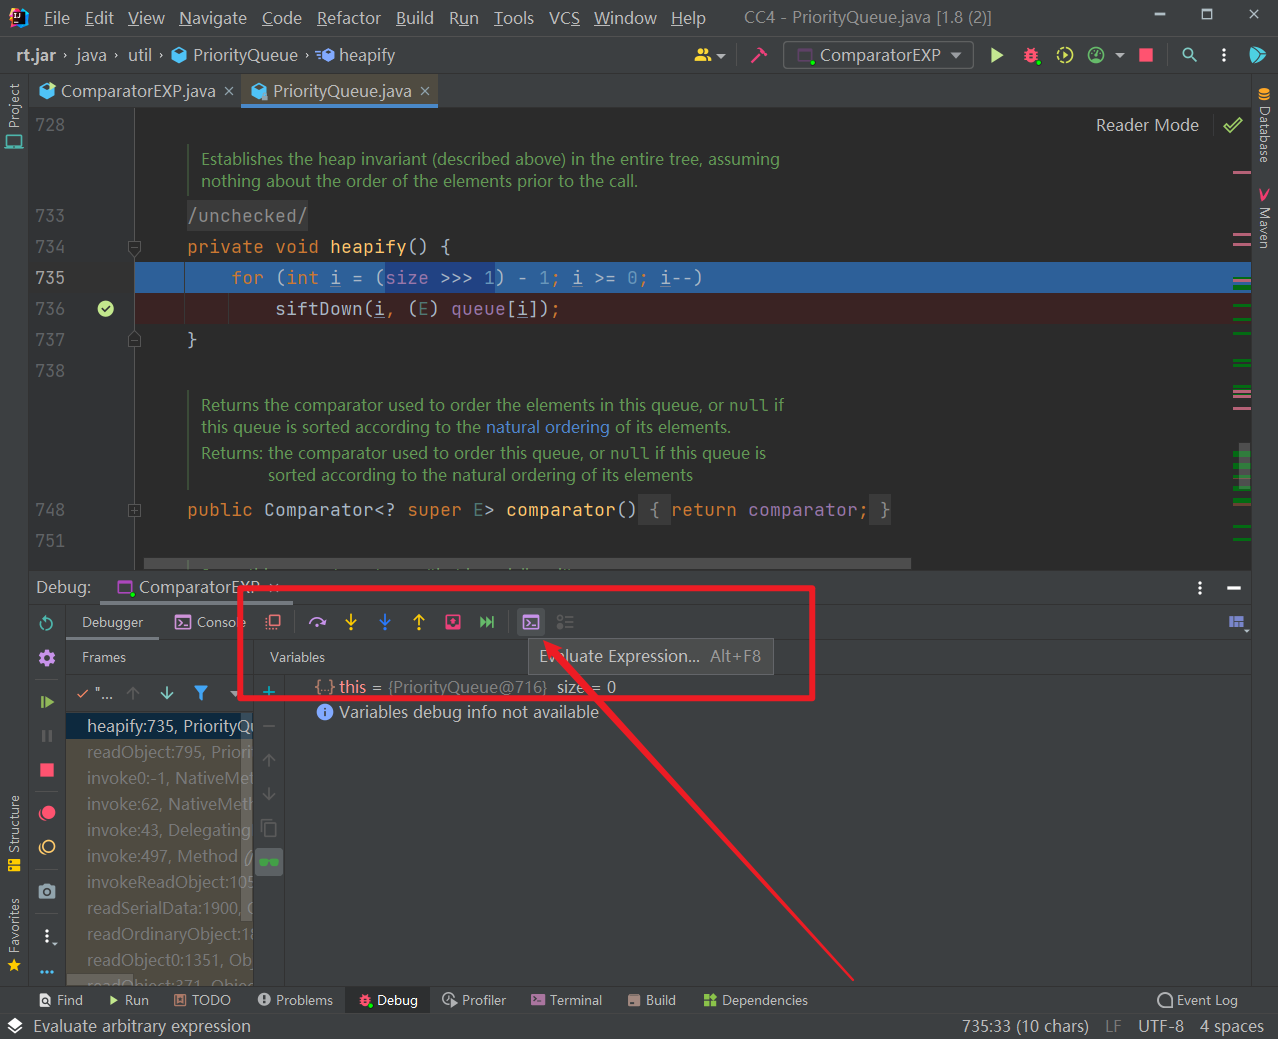 File Edit View Navigate Code Refactor Build Run Tools VCS Window Help CC4 - PriorityQueue.java [1.8 (2)]
rt.jar › java › util › PriorityQueue › heapify
ComparatorEXP
ComparatorEXP.java × PriorityQueue.java ×
Project
Database
Maven
Structure
Favorites
728
Reader Mode
Establishes the heap invariant (described above) in the entire tree, assuming
nothing about the order of the elements prior to the call.
733 /unchecked/
734 private void heapify() {
735 for (int i = (size >>> 1) - 1; i >= 0; i--)
736 siftDown(i, (E) queue[i]);
737 }
738
Returns the comparator used to order the elements in this queue, or null if
this queue is sorted according to the natural ordering of its elements.
Returns: the comparator used to order this queue, or null if this queue is
sorted according to the natural ordering of its elements
748 public Comparator<? super E> comparator() { return comparator; }
751
Debug: ComparatorEXP ×
Debugger Console
Frames Variables
Evaluate Expression... Alt+F8
"...
this = {PriorityQueue@716} size = 0
Variables debug info not available
heapify:735, PriorityQu
readObject:795, Priori
invoke0:-1, NativeMet
invoke:62, NativeMeth
invoke:43, Delegating
invoke:497, Method (j
invokeReadObject:105
readSerialData:1900, O
readOrdinaryObject:18
readObject0:1351, Obj
readObject:371, Object
Find Run TODO Problems Debug Profiler Terminal Build Dependencies Event Log
Evaluate arbitrary expression 735:33 (10 chars) LF UTF-8 4 spaces